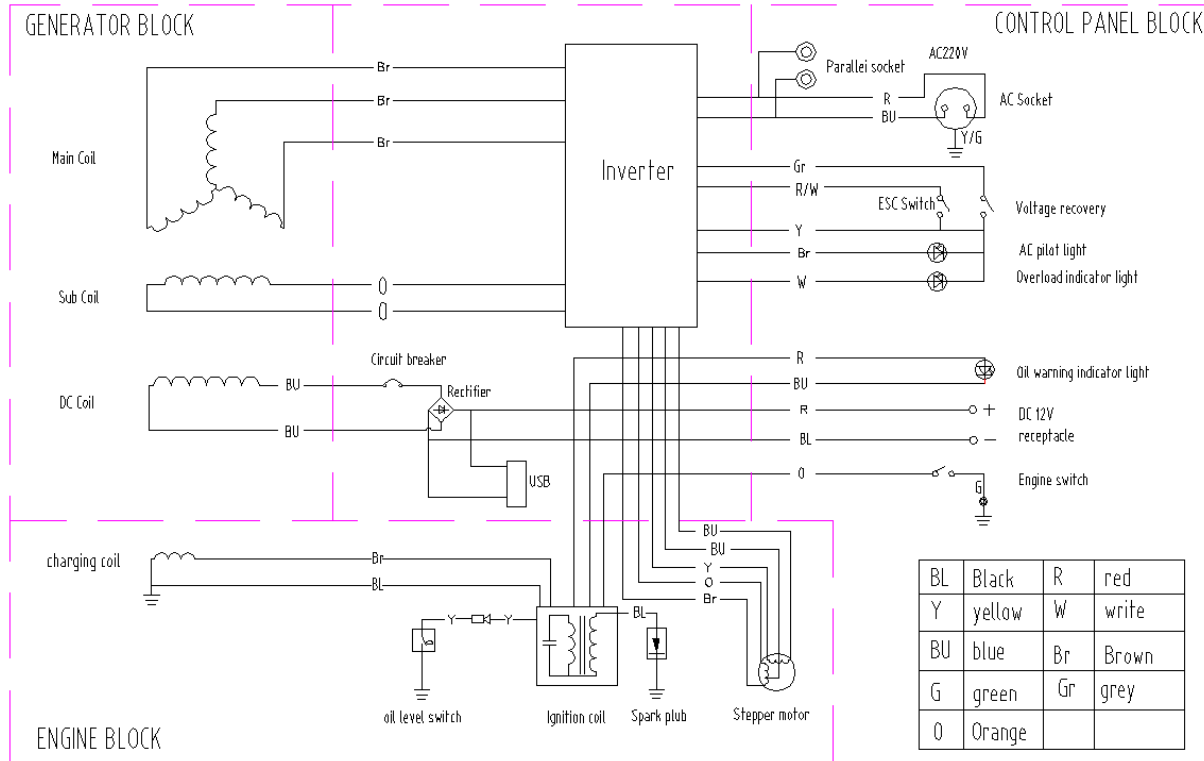 GENERATOR BLOCK
CONTROL PANEL BLOCK
Br
Br
Br
Main Coil
Inverter
Parallei socket
AC220V
R
BU
AC Socket
Y/G
Gr
R/W
ESC Switch
Voltage recovery
Y
Br
AC pilot light
W
Overload indicator light
Sub Coil
O
O
Circuit breaker
Rectifier
DC Coil
BU
BU
USB
R
BU
Oil warning indicator light
R
DC 12V
+
BL
receptacle
−
O
Engine switch
G
charging coil
Br
BL
BU
BU
Y
O
Br
Y
Y
BL
oil level switch
Ignition coil
Spark plub
Stepper motor
ENGINE BLOCK
BL Black R red
Y yellow W write
BU blue Br Brown
G green Gr grey
O Orange